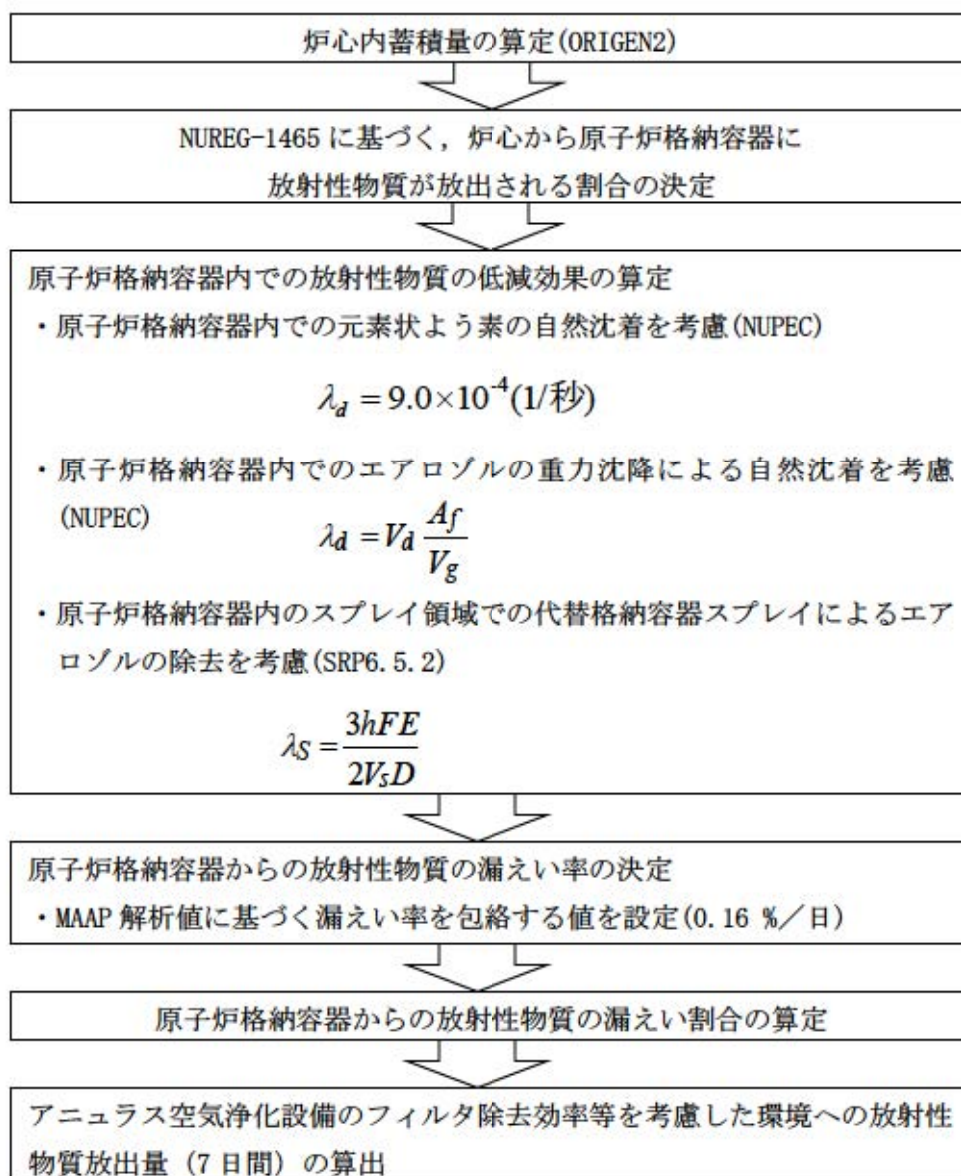 炉心内蓄積量の算定(ORIGEN2)
NUREG-1465 に基づく，炉心から原子炉格納容器に
放射性物質が放出される割合の決定
原子炉格納容器内での放射性物質の低減効果の算定
・原子炉格納容器内での元素状よう素の自然沈着を考慮(NUPEC)
λd = 9.0×10^-4(1/秒)
・原子炉格納容器内でのエアロゾルの重力沈降による自然沈着を考慮
(NUPEC)
λd = Vd Af/Vg
・原子炉格納容器内のスプレイ領域での代替格納容器スプレイによるエア
ロゾルの除去を考慮(SRP6.5.2)
λS = 3hFE/2VsD
原子炉格納容器からの放射性物質の漏えい率の決定
・MAAP 解析値に基づく漏えい率を包絡する値を設定(0.16 %／日)
原子炉格納容器からの放射性物質の漏えい割合の算定
アニュラス空気浄化設備のフィルタ除去効率等を考慮した環境への放射性
物質放出量（7 日間）の算出